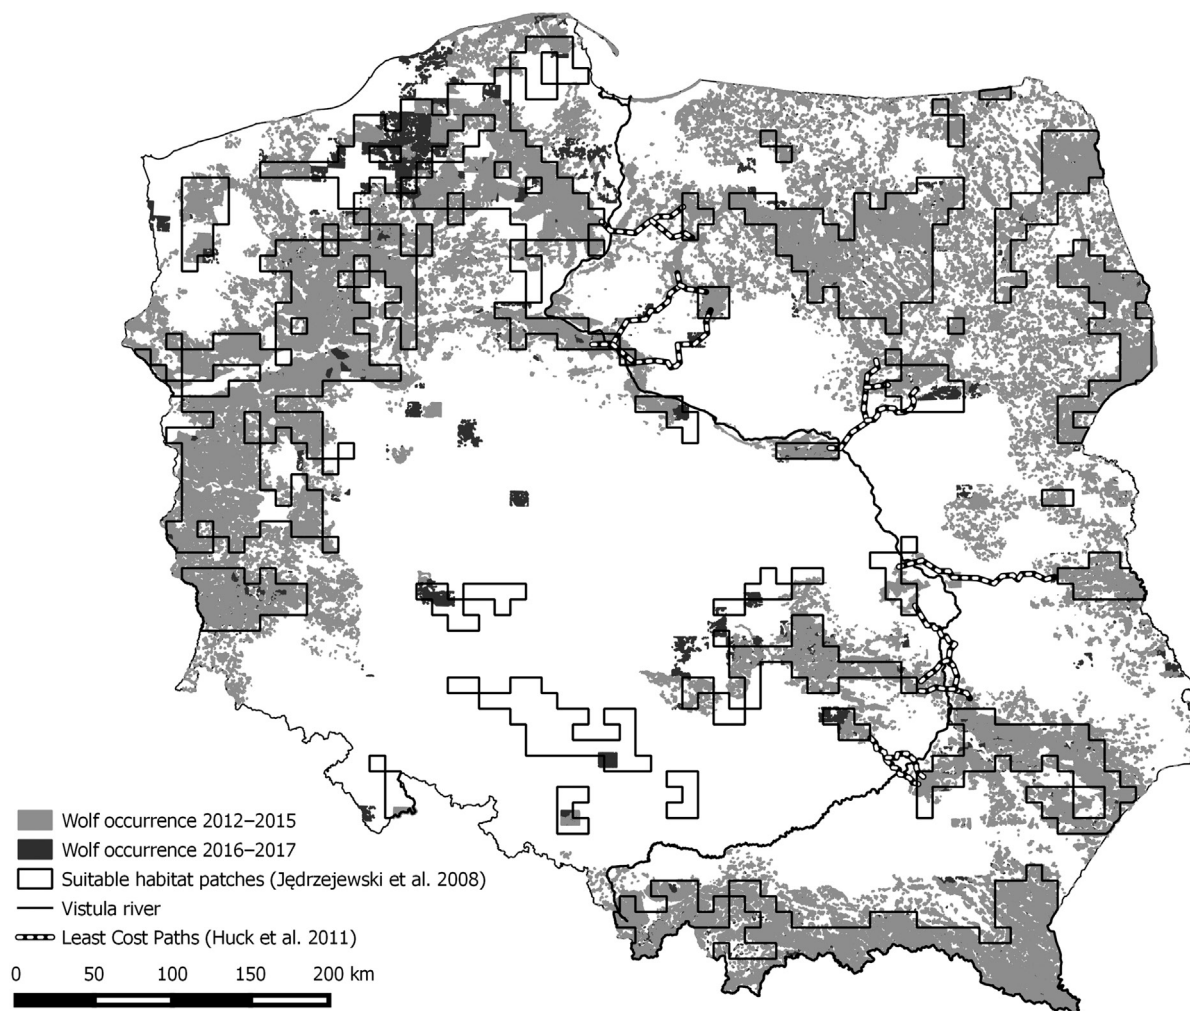 Wolf occurrence 2012–2015
Wolf occurrence 2016–2017
Suitable habitat patches (Jędrzejewski et al. 2008)
Vistula river
Least Cost Paths (Huck et al. 2011)
0 50 100 150 200 km